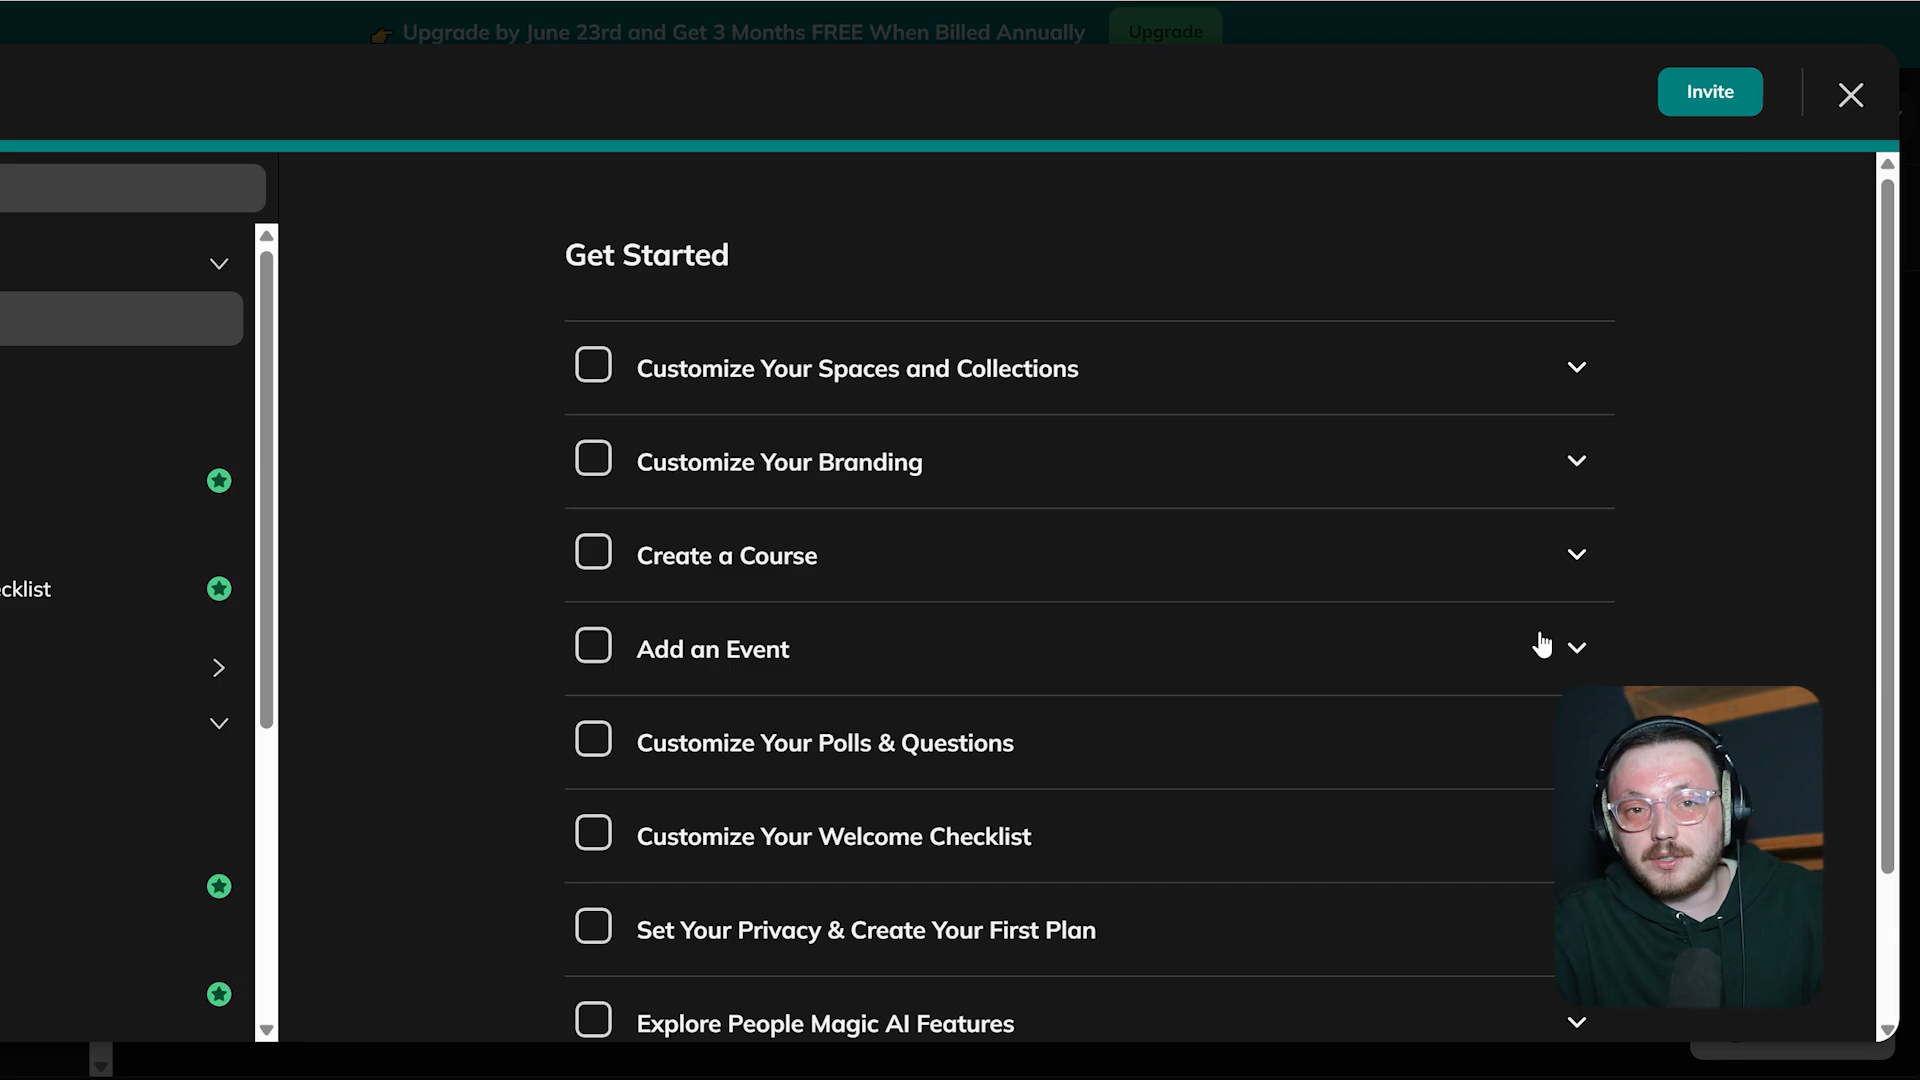 Upgrade by June 23rd and Get 3 Months FREE When Billed Annually
Upgrade
Invite
Get Started
Customize Your Spaces and Collections
Customize Your Branding
Create a Course
cklist
Add an Event
Customize Your Polls & Questions
Customize Your Welcome Checklist
Set Your Privacy & Create Your First Plan
Explore People Magic AI Features